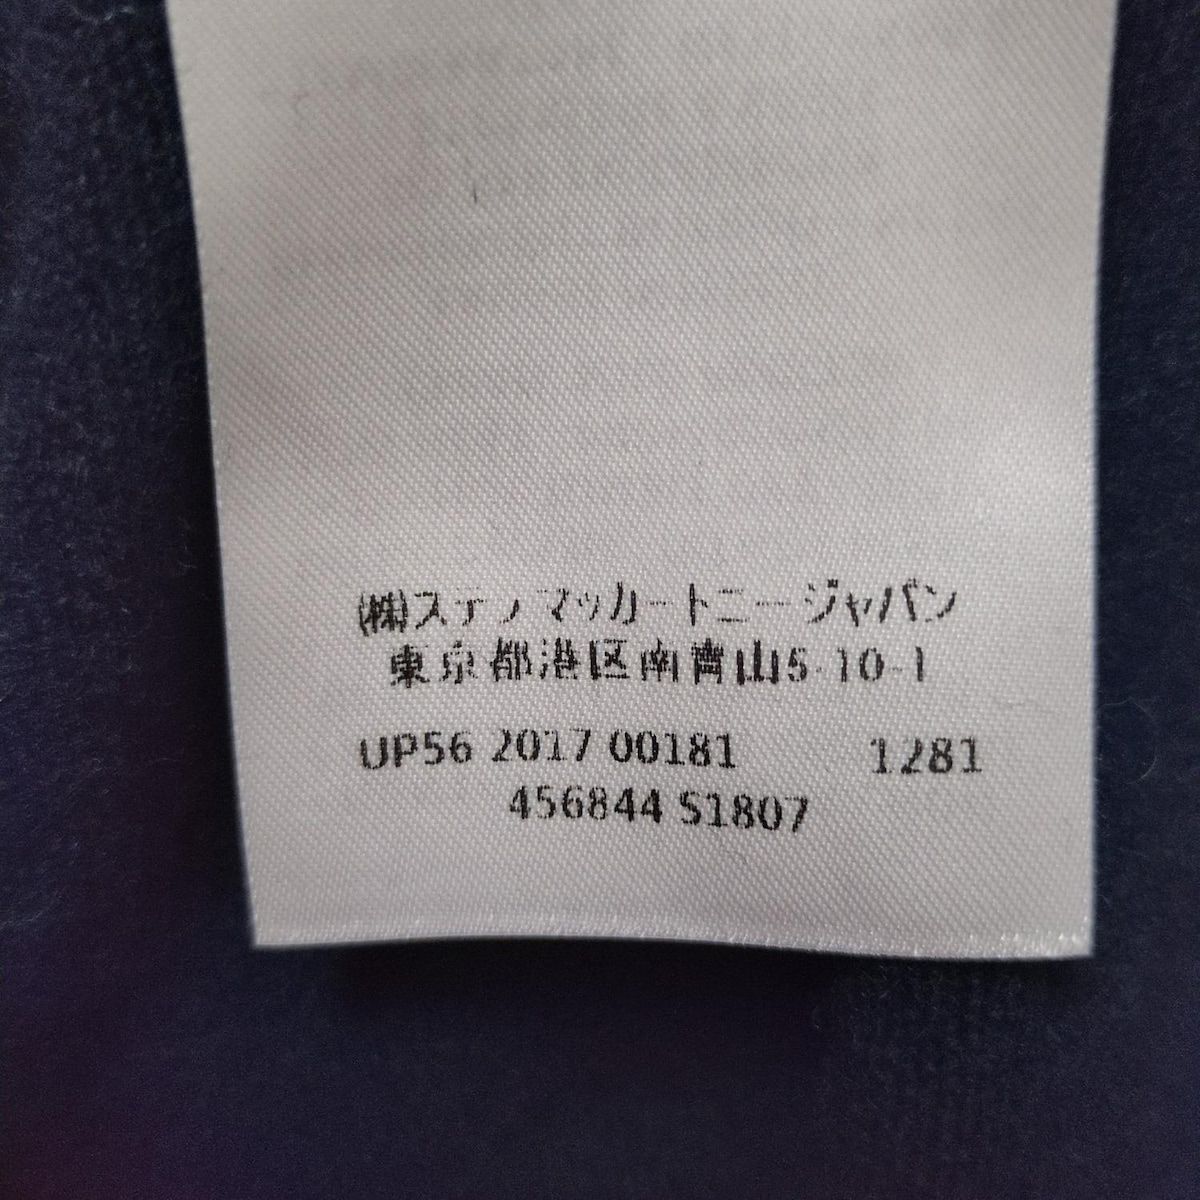 (株)ステラマッカートニージャパン
東京都港区南青山5-10-1
UP56 2017 00181 1281
456844 S1807